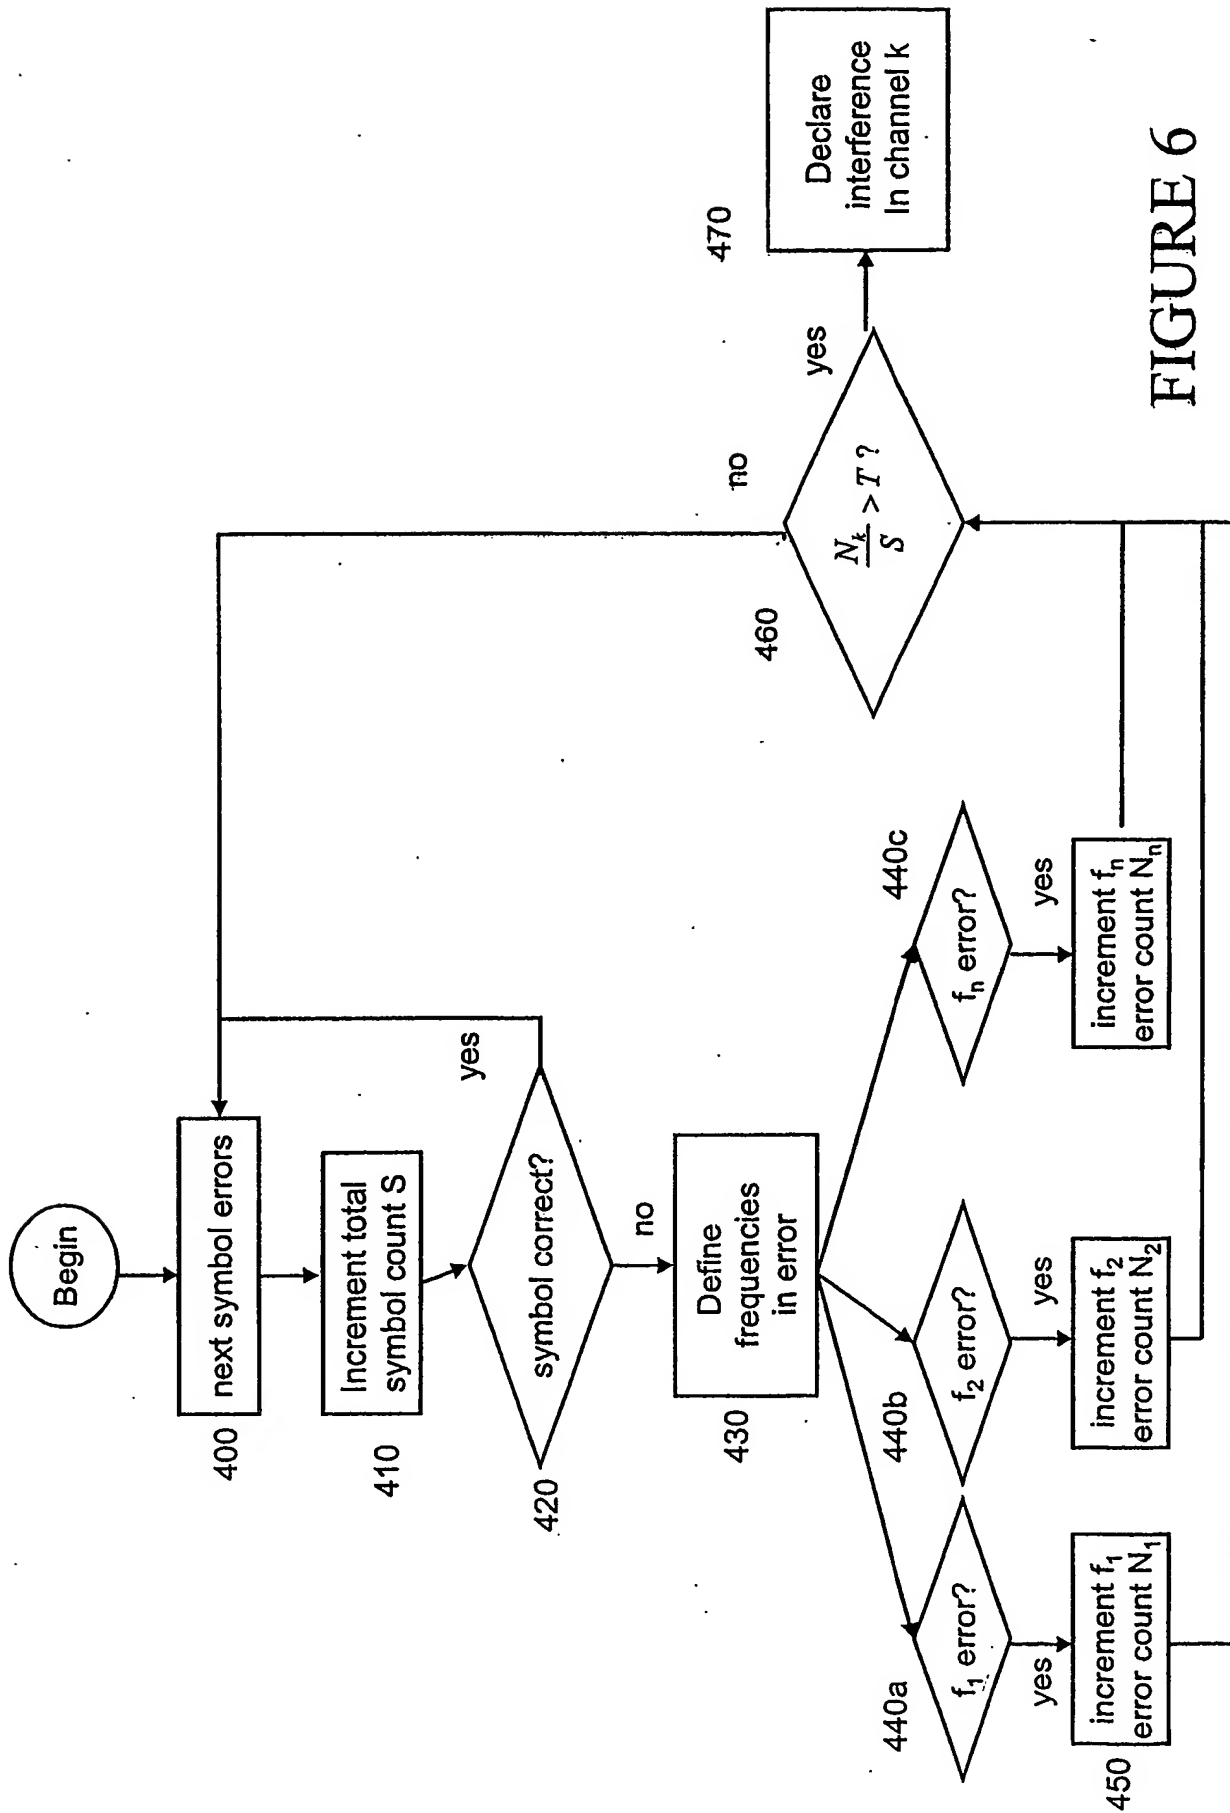 Begin
400
next symbol errors
410
Increment total
symbol count S
420
symbol correct?
yes
no
430
Define
frequencies
in error
440a
f₁ error?
yes
440b
f₂ error?
yes
440c
fₙ error?
yes
450
increment f₁
error count N₁
increment f₂
error count N₂
increment fₙ
error count Nₙ
460
N_k/S > T ?
no
yes
470
Declare
interference
In channel k
FIGURE 6